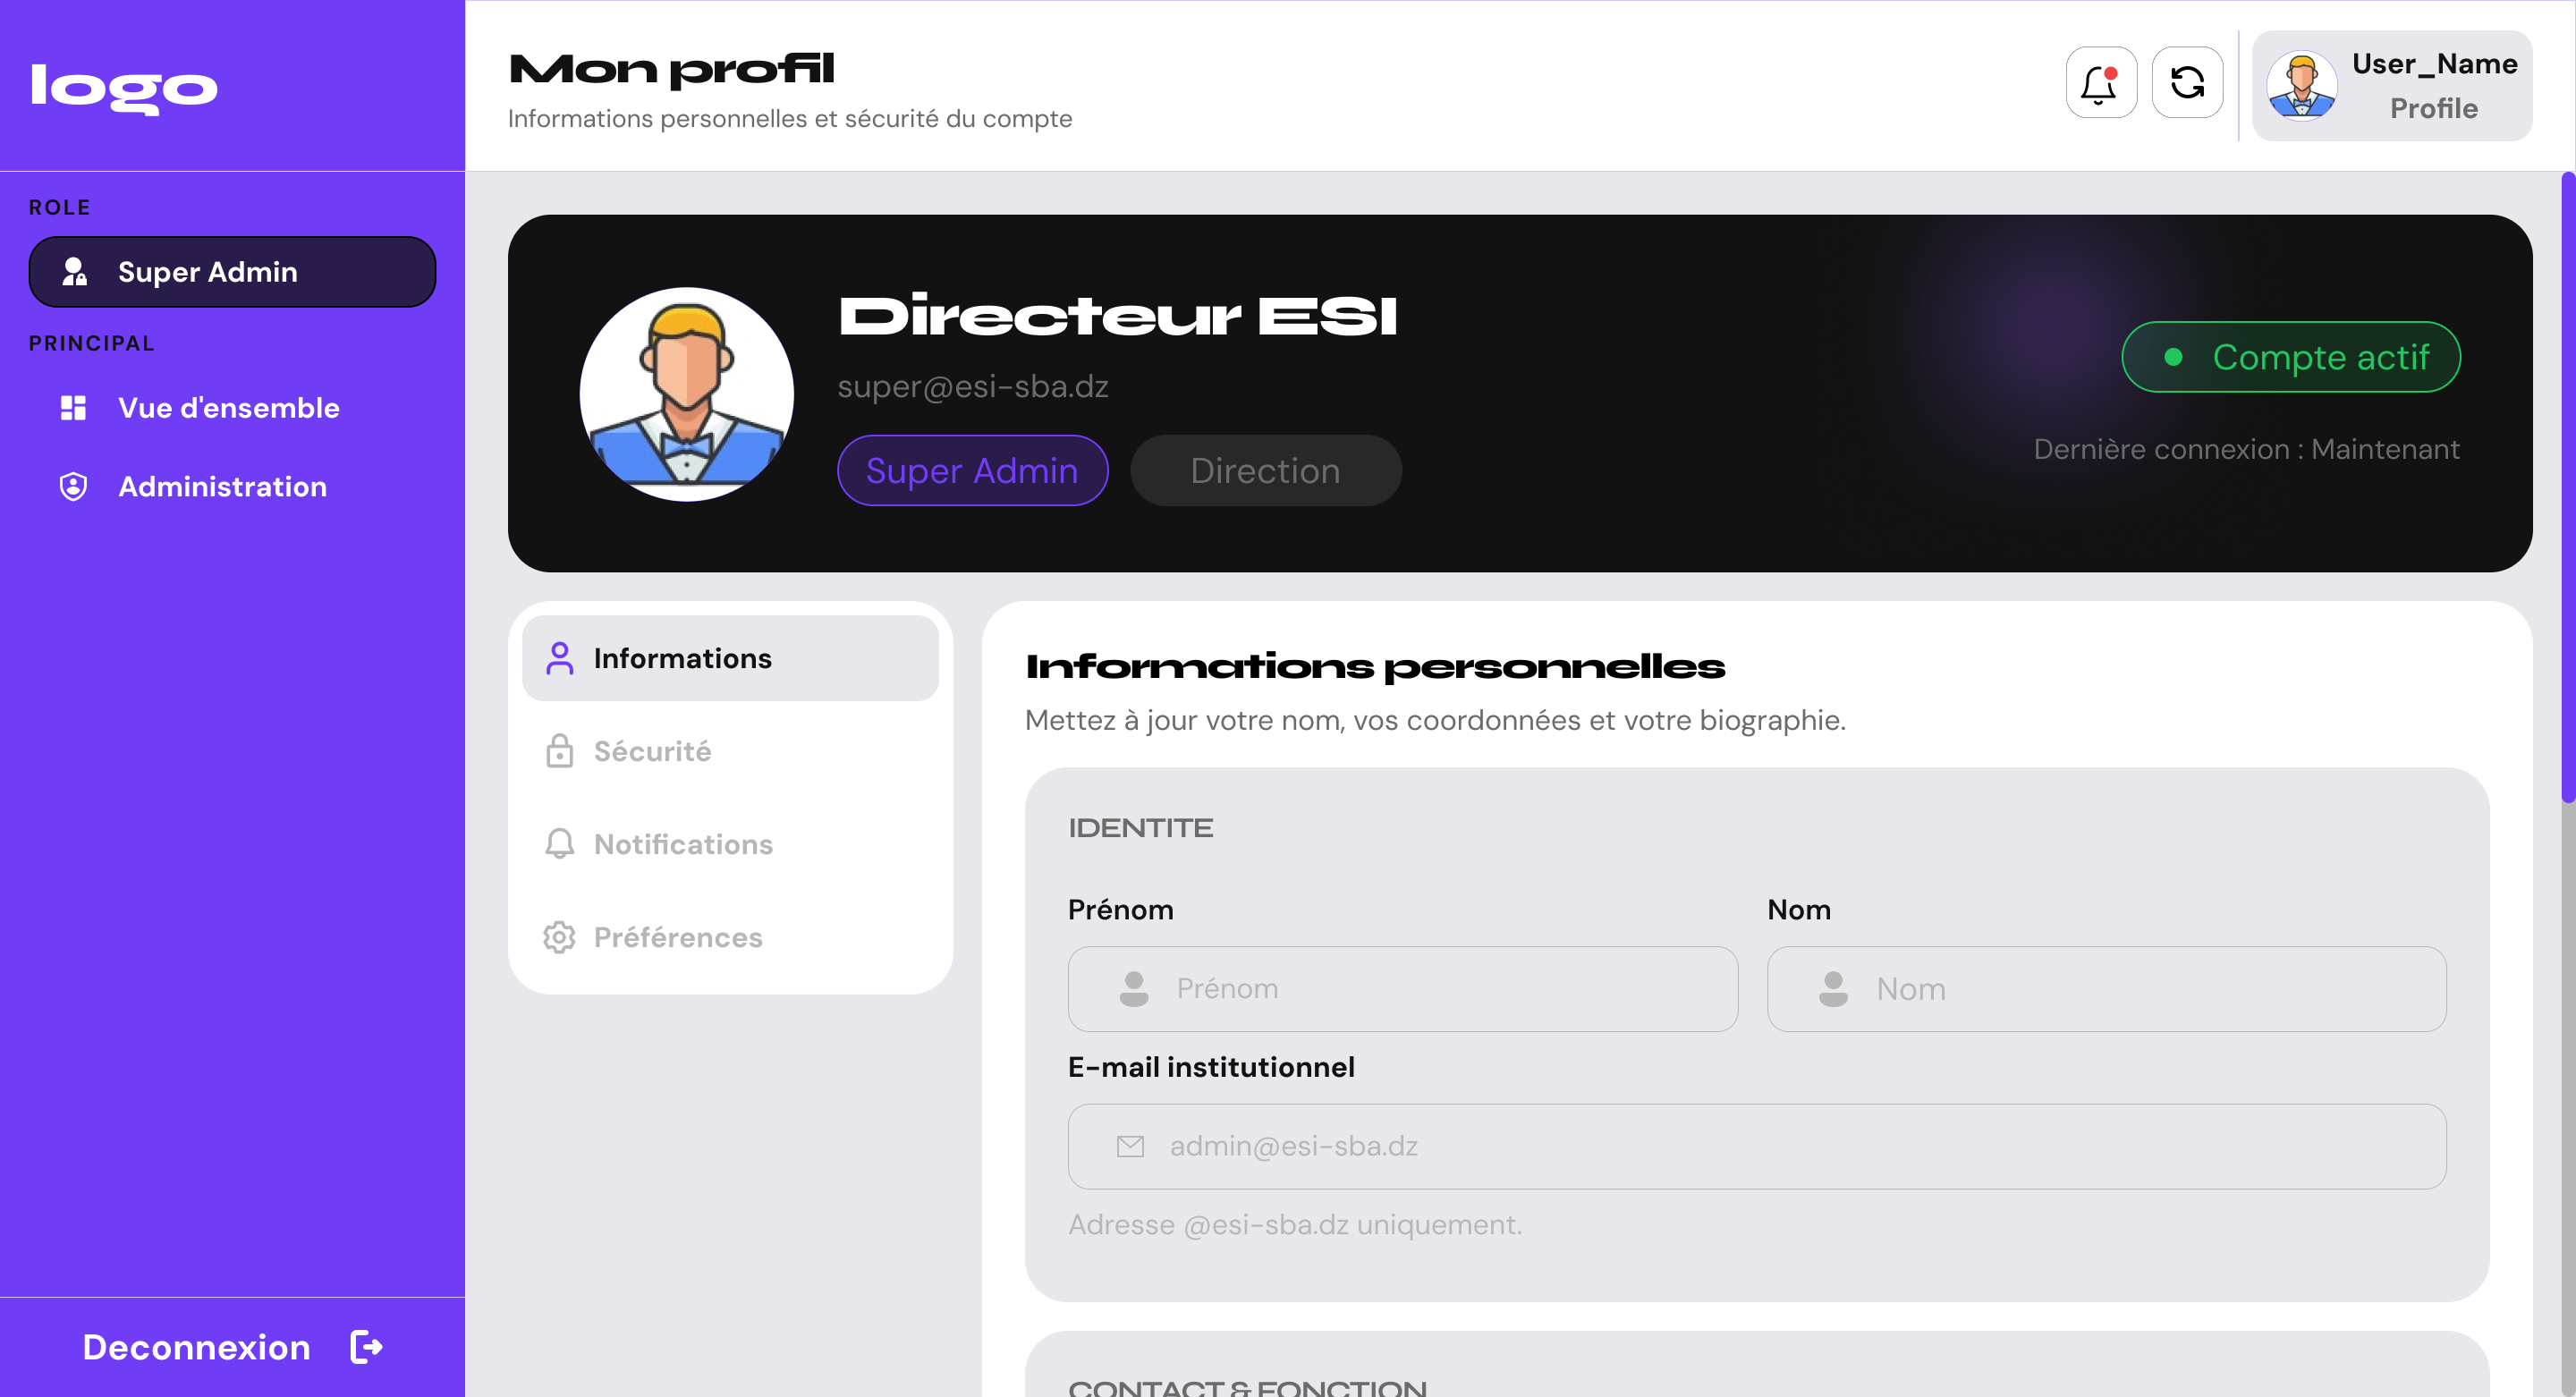 logo
ROLE
Super Admin
PRINCIPAL
Vue d'ensemble
Administration
Deconnexion
Mon profil
Informations personnelles et sécurité du compte
User_Name
Profile
Directeur ESI
super@esi-sba.dz
Super Admin
Direction
Compte actif
Dernière connexion : Maintenant
Informations
Sécurité
Notifications
Préférences
Informations personnelles
Mettez à jour votre nom, vos coordonnées et votre biographie.
IDENTITE
Prénom
Nom
Prénom
Nom
E-mail institutionnel
admin@esi-sba.dz
Adresse @esi-sba.dz uniquement.
CONTACT & FONCTION